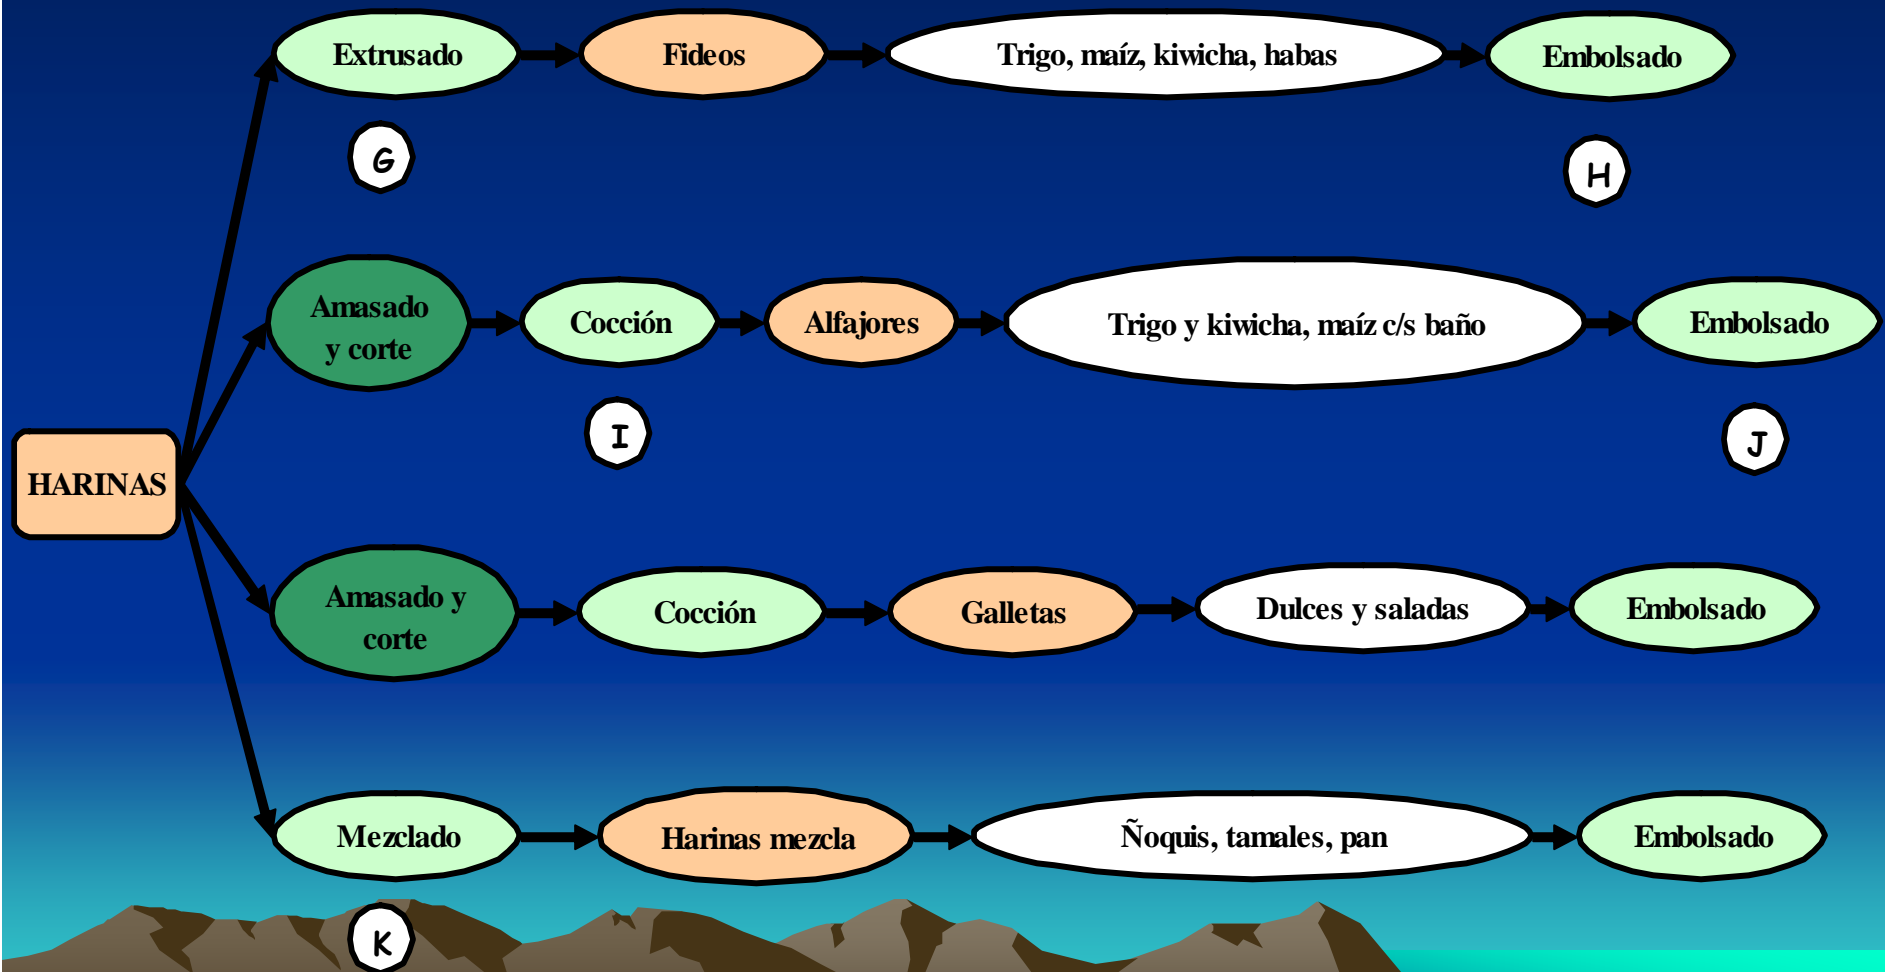 Extrusado
Fideos
Trigo, maíz, kiwicha, habas
Embolsado
G
H
Amasado
y corte
Cocción
Alfajores
Trigo y kiwicha, maíz c/s baño
Embolsado
I
J
HARINAS
Amasado y
corte
Cocción
Galletas
Dulces y saladas
Embolsado
Mezclado
Harinas mezcla
Ñoquis, tamales, pan
Embolsado
K